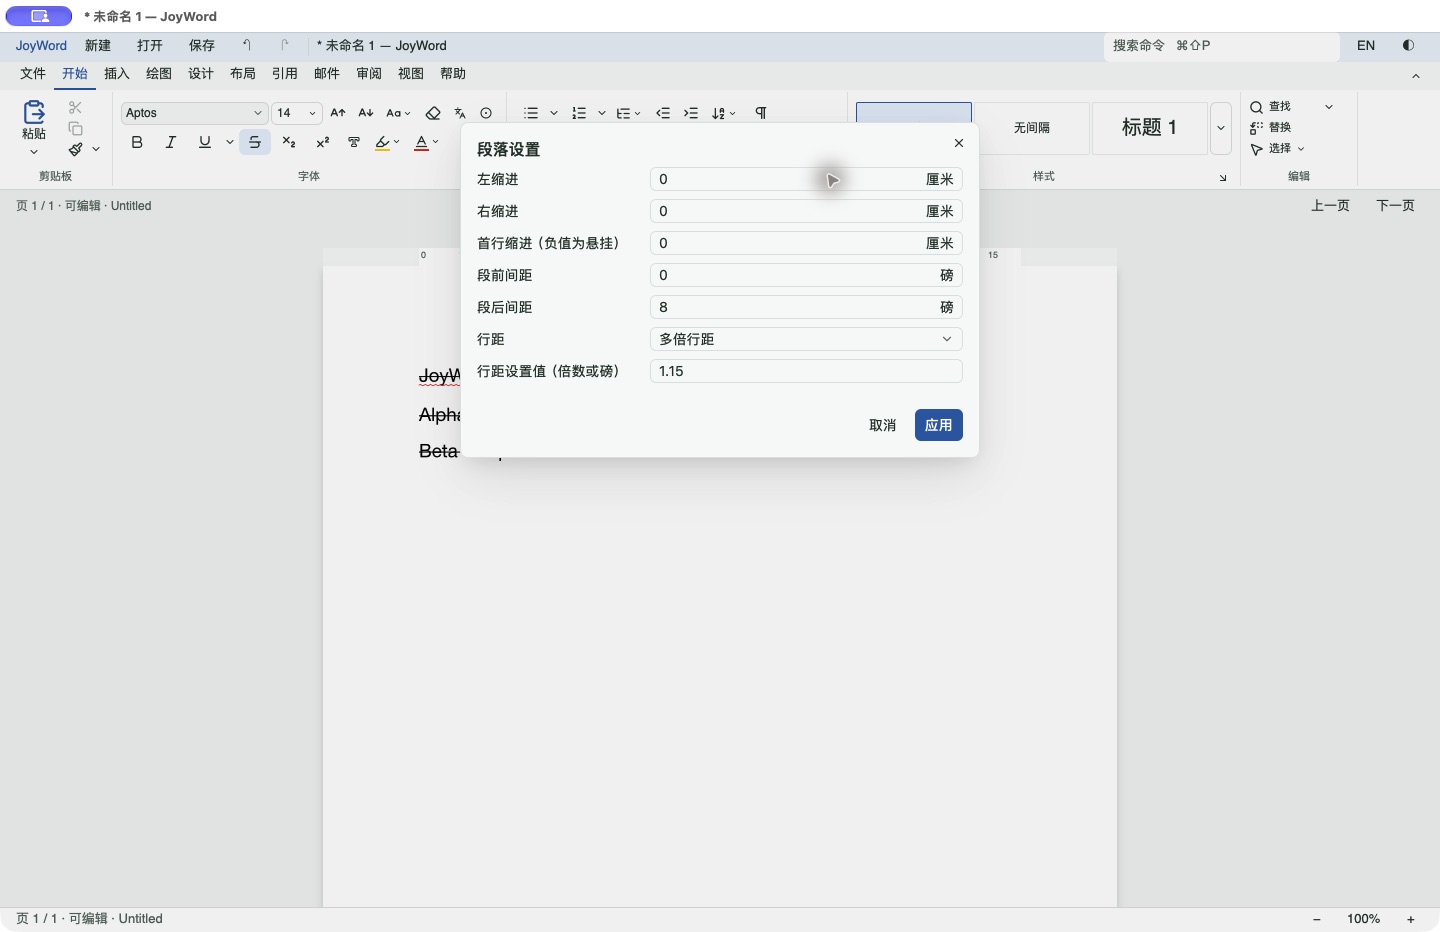 * 未命名 1 — JoyWord
JoyWord 新建 打开 保存 * 未命名 1 — JoyWord 搜索命令 ⌘⇧P EN
文件 开始 插入 绘图 设计 布局 引用 邮件 审阅 视图 帮助
粘贴
剪贴板
Aptos 14
字体
无间隔 标题 1
样式
查找
替换
选择
编辑
页 1 / 1 · 可编辑 · Untitled 上一页 下一页
0 15
段落设置
左缩进 0 厘米
右缩进 0 厘米
首行缩进（负值为悬挂） 0 厘米
段前间距 0 磅
段后间距 8 磅
行距 多倍行距
行距设置值（倍数或磅） 1.15
取消 应用
Beta
页 1 / 1 · 可编辑 · Untitled − 100% +